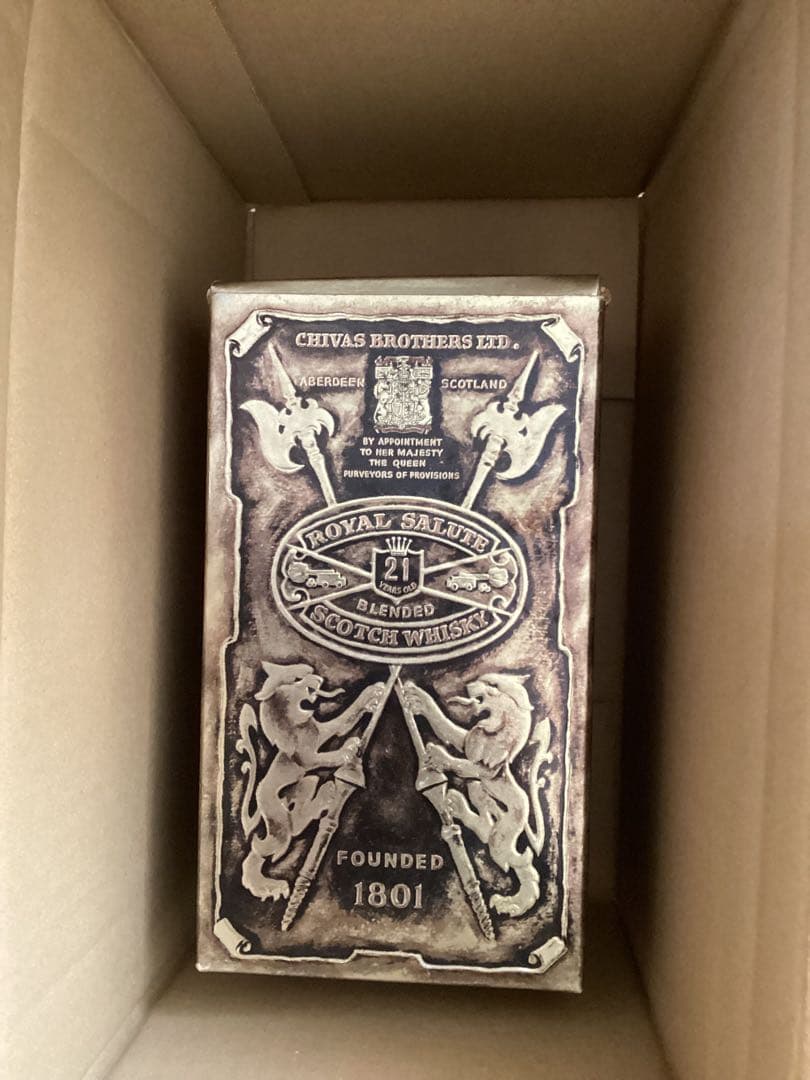 CHIVAS BROTHERS LTD.
ABERDEEN SCOTLAND
BY APPOINTMENT
TO HER MAJESTY
THE QUEEN
PURVEYORS OF PROVISIONS
ROYAL SALUTE
21
YEARS OLD
BLENDED
SCOTCH WHISKY
FOUNDED
1801